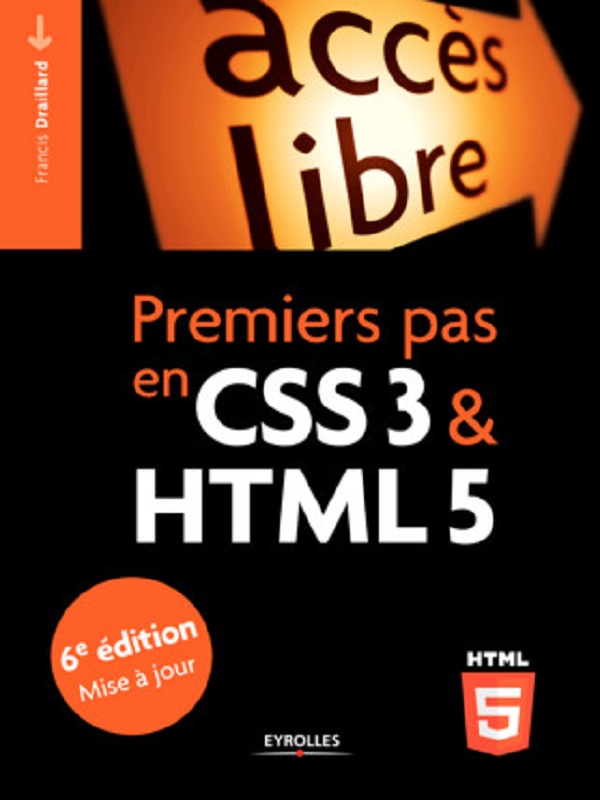 Francis Draillard
accès
libre
Premiers pas
en CSS 3 &
HTML 5
6e édition
Mise à jour
HTML
5
EYROLLES